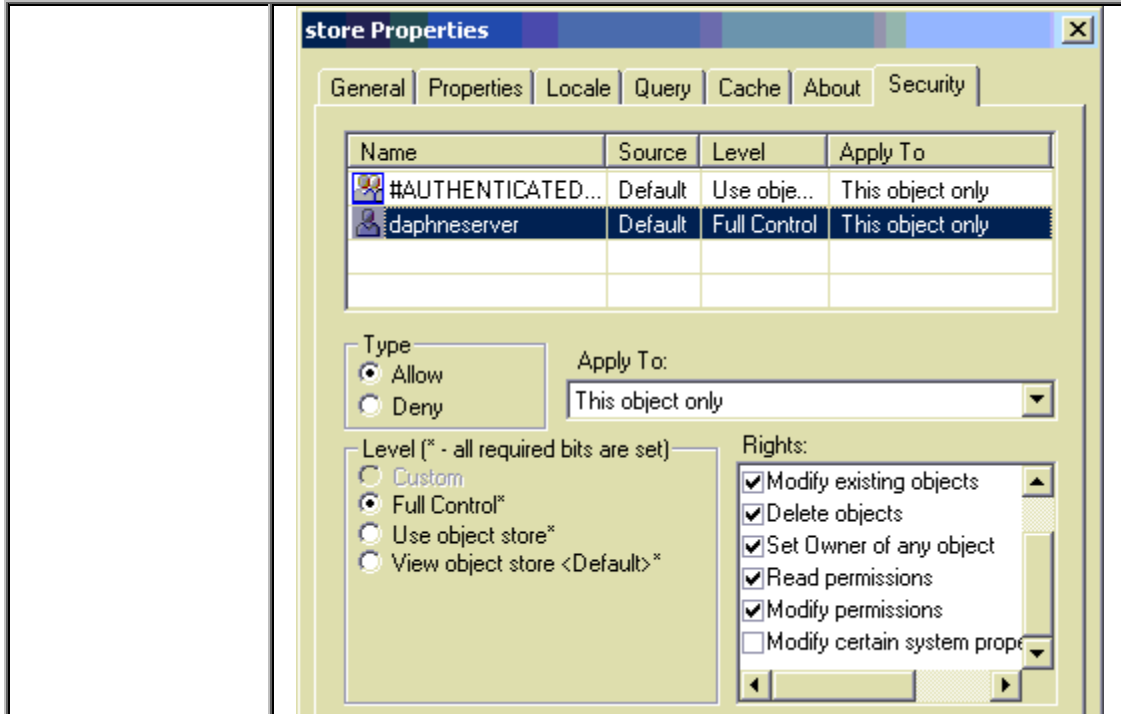 store Properties
General Properties Locale Query Cache About Security
Name Source Level Apply To
#AUTHENTICATED... Default Use obje... This object only
daphneserver Default Full Control This object only
Type
Allow
Deny
Apply To:
This object only
Level (* - all required bits are set)
Custom
Full Control*
Use object store*
View object store <Default>*
Rights:
Modify existing objects
Delete objects
Set Owner of any object
Read permissions
Modify permissions
Modify certain system prope